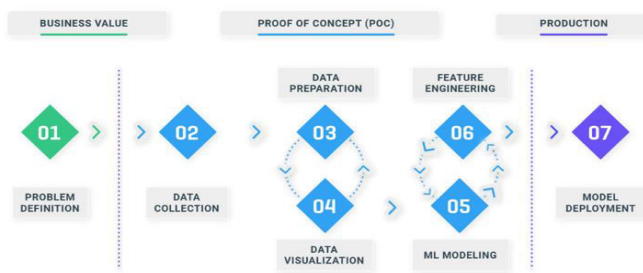 BUSINESS VALUE
PROOF OF CONCEPT (POC)
PRODUCTION
DATA
PREPARATION
FEATURE
ENGINEERING
01
02
03
06
07
PROBLEM
DEFINITION
DATA
COLLECTION
04
05
MODEL
DEPLOYMENT
DATA
VISUALIZATION
ML MODELING